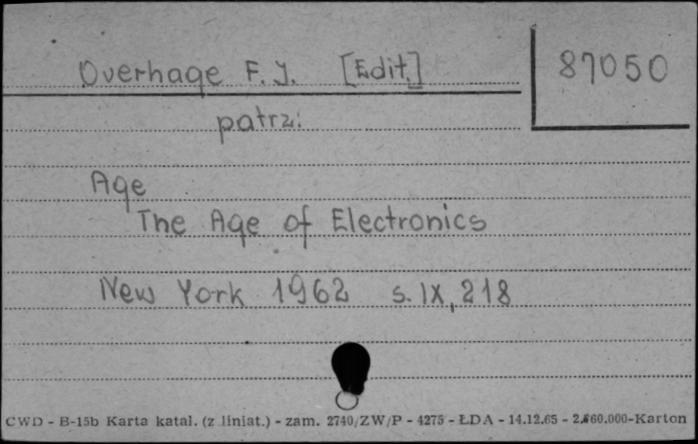 Overhage F. J. [Edit.]
87050
patrz:
Age
The Age of Electronics
New York 1962 s. IX, 218
CWD - B-15b Karta katal. (z liniat.) - zam. 2740/ZW/P - 4275 - ŁDA - 14.12.65 - 2.860.000-Karton